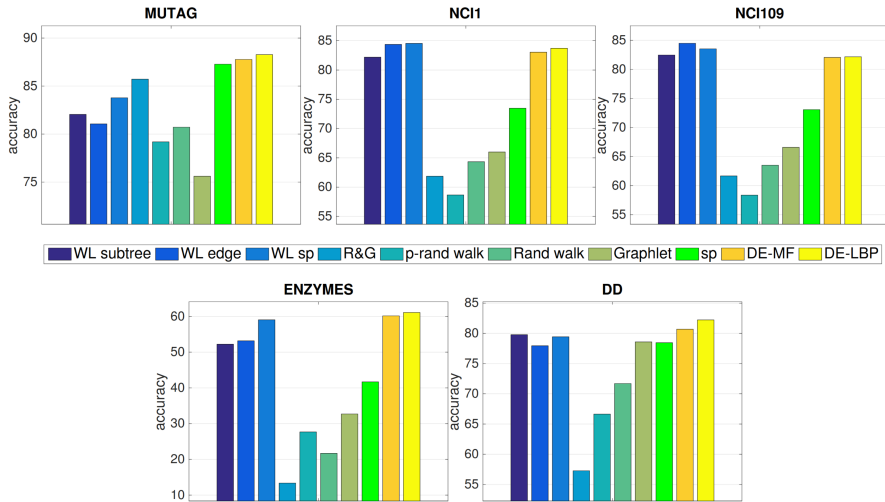 MUTAG
accuracy
90
85
80
75
NCI1
accuracy
85
80
75
70
65
60
55
NCI109
accuracy
85
80
75
70
65
60
55
WL subtree WL edge WL sp R&G p-rand walk Rand walk Graphlet sp DE-MF DE-LBP
ENZYMES
accuracy
60
50
40
30
20
10
DD
accuracy
85
80
75
70
65
60
55